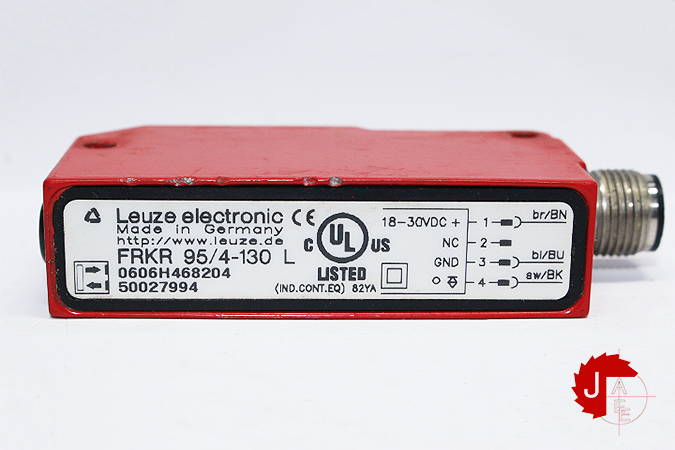 Leuze electronic CE
Made in Germany
http://www.leuze.de
FRKR 95/4-130 L
0606H468204
50027994
C UL US
LISTED
(IND.CONT.EQ) 82YA
18-30VDC + 1 br/BN
NC 2
GND 3 bl/BU
4 sw/BK
J